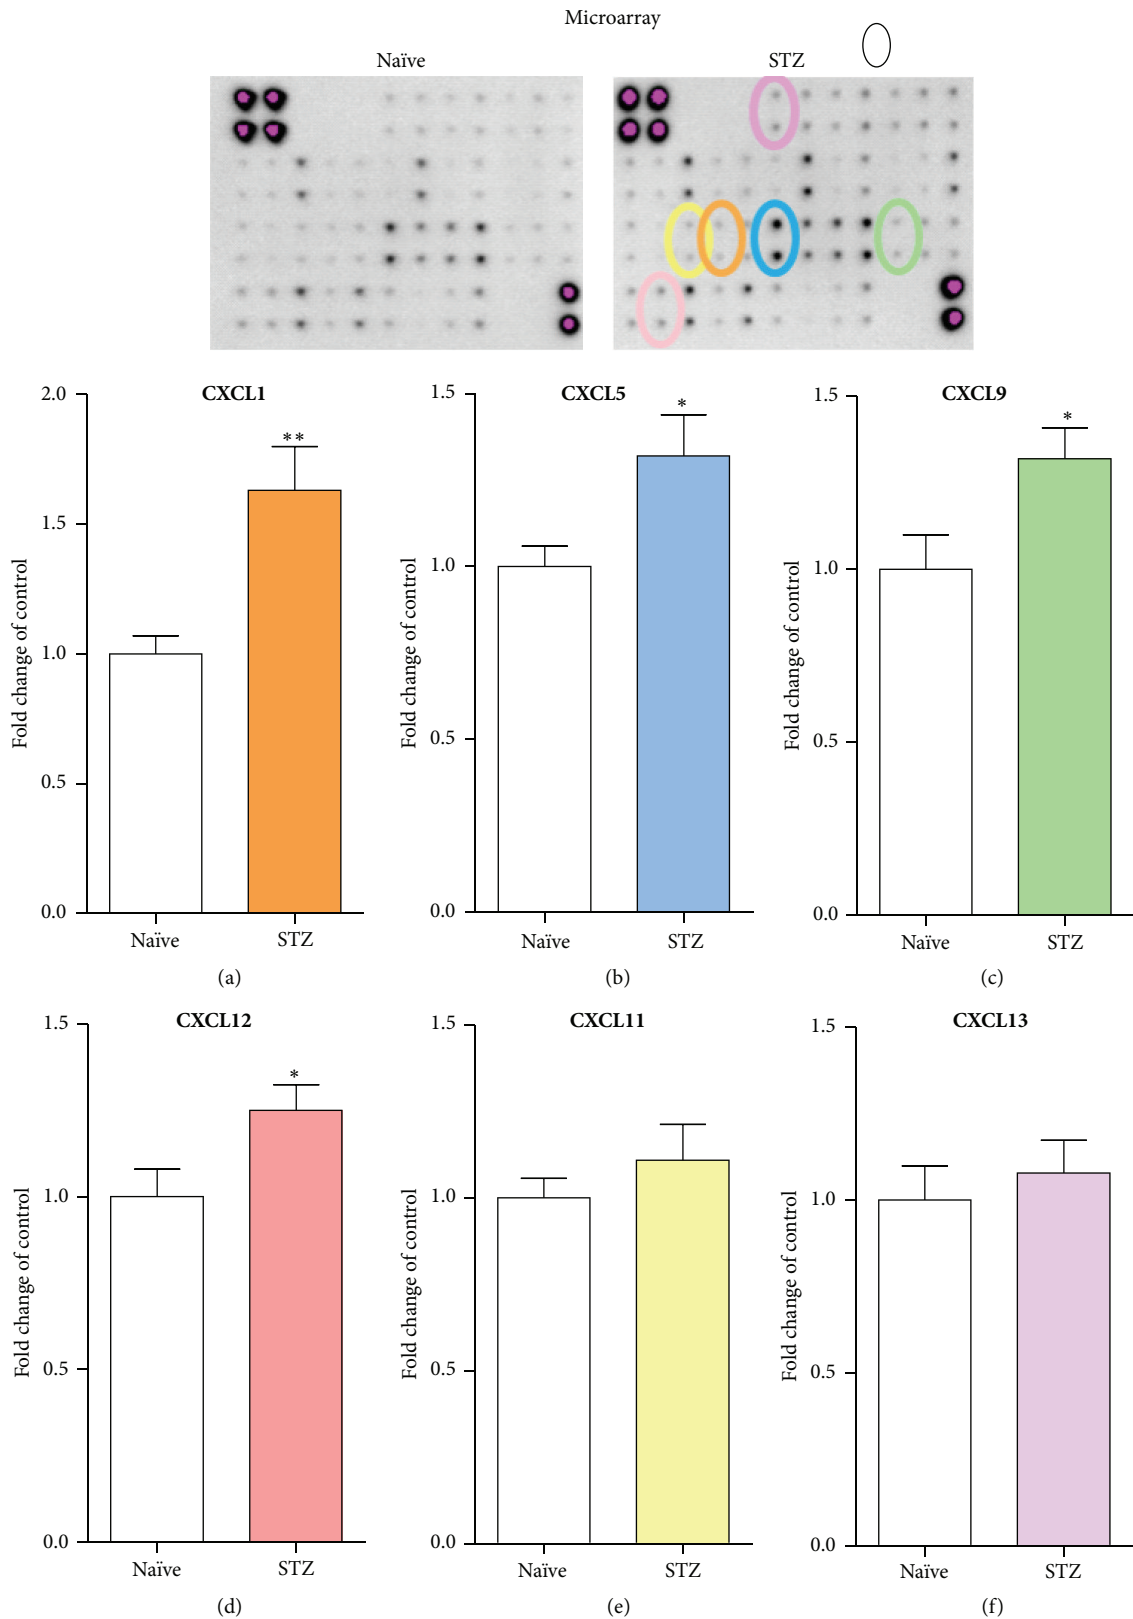 Microarray
Naïve
STZ
CXCL1
Fold change of control
2.0
1.5
1.0
0.5
0.0
**
Naïve
STZ
(a)
CXCL5
Fold change of control
1.5
1.0
0.5
0.0
*
Naïve
STZ
(b)
CXCL9
Fold change of control
1.5
1.0
0.5
0.0
*
Naïve
STZ
(c)
CXCL12
Fold change of control
1.5
1.0
0.5
0.0
*
Naïve
STZ
(d)
CXCL11
Fold change of control
1.5
1.0
0.5
0.0
Naïve
STZ
(e)
CXCL13
Fold change of control
1.5
1.0
0.5
0.0
Naïve
STZ
(f)